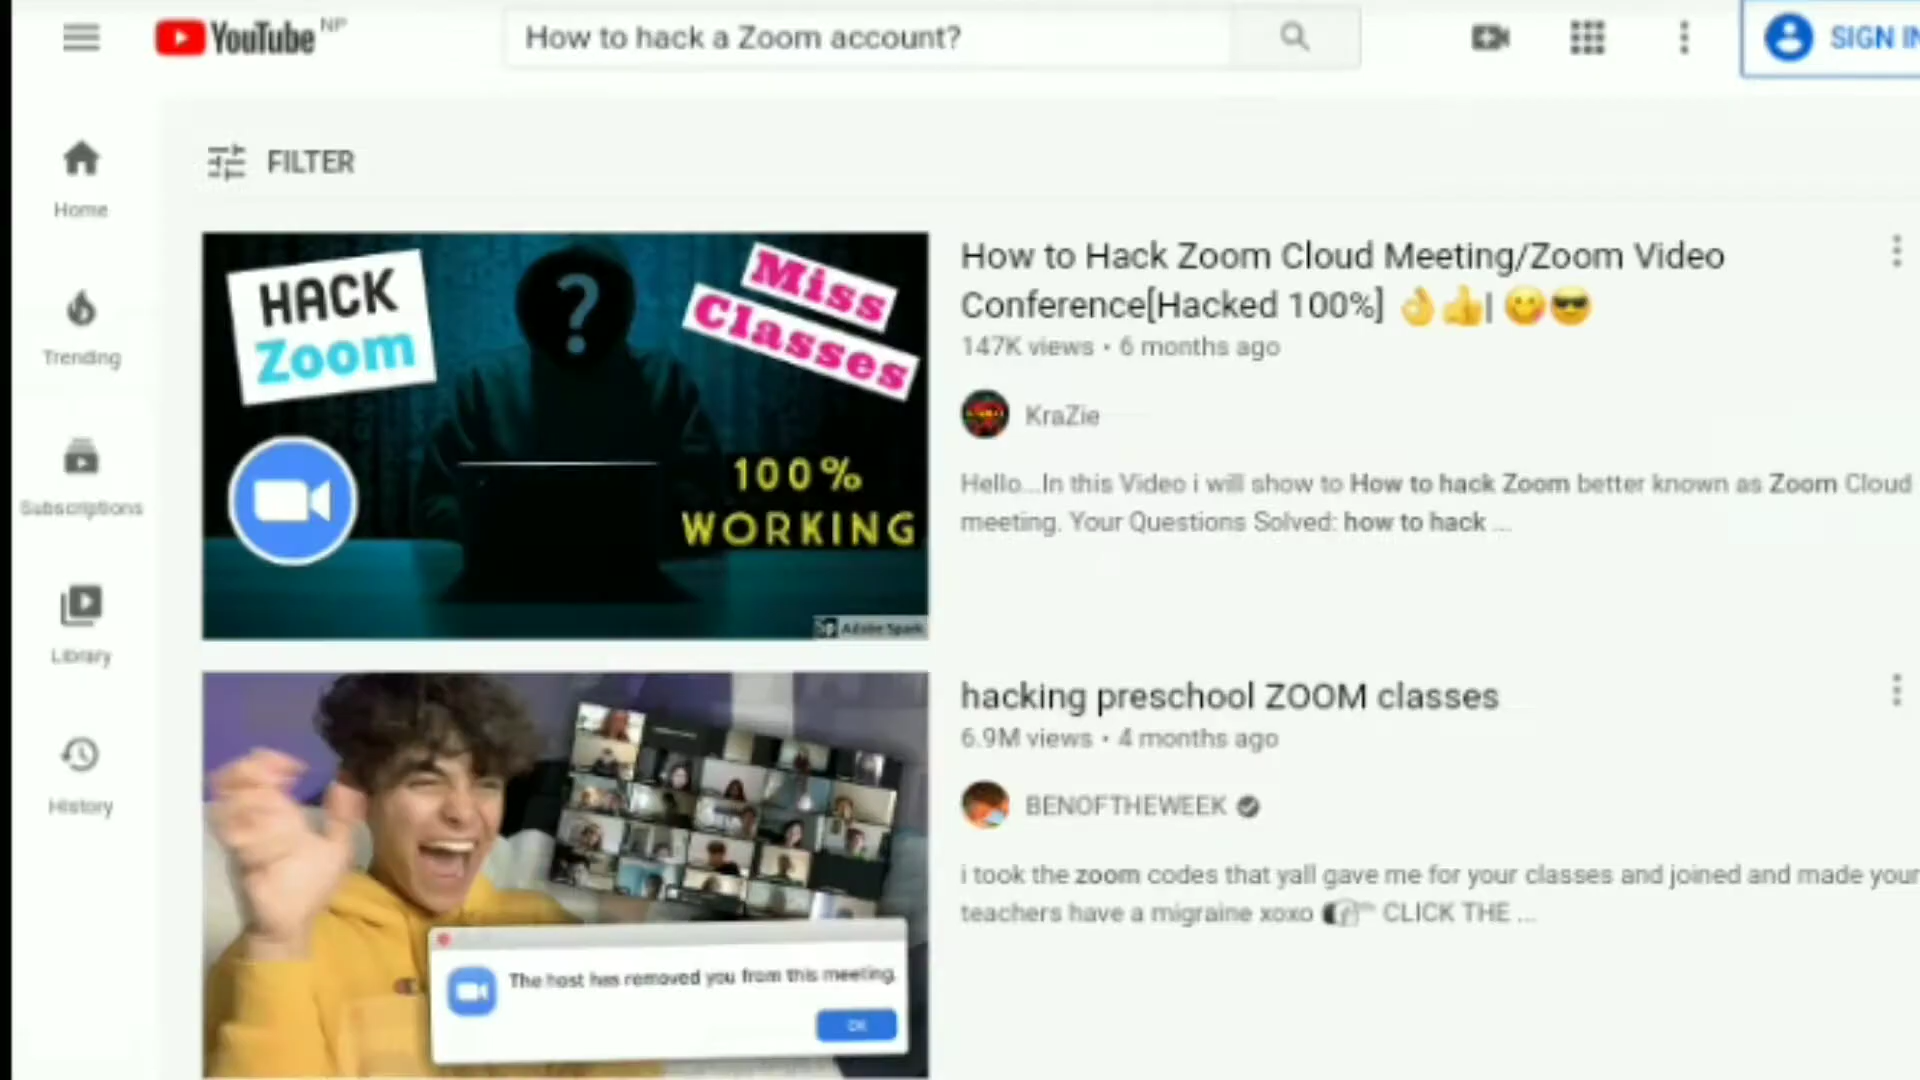 YouTube NP
How to hack a Zoom account?
SIGN IN
Home
Trending
Subscriptions
Library
History
FILTER
HACK
Zoom
Miss
Classes
100%
WORKING
Adobe Spark
How to Hack Zoom Cloud Meeting/Zoom Video
Conference[Hacked 100%] 👌👍| 😋😎
147K views • 6 months ago
KraZie
Hello...In this Video i will show to How to hack Zoom better known as Zoom Cloud
meeting. Your Questions Solved: how to hack ...
The host has removed you from this meeting.
OK
hacking preschool ZOOM classes
6.9M views • 4 months ago
BENOFTHEWEEK
i took the zoom codes that yall gave me for your classes and joined and made your
teachers have a migraine xoxo CLICK THE ...